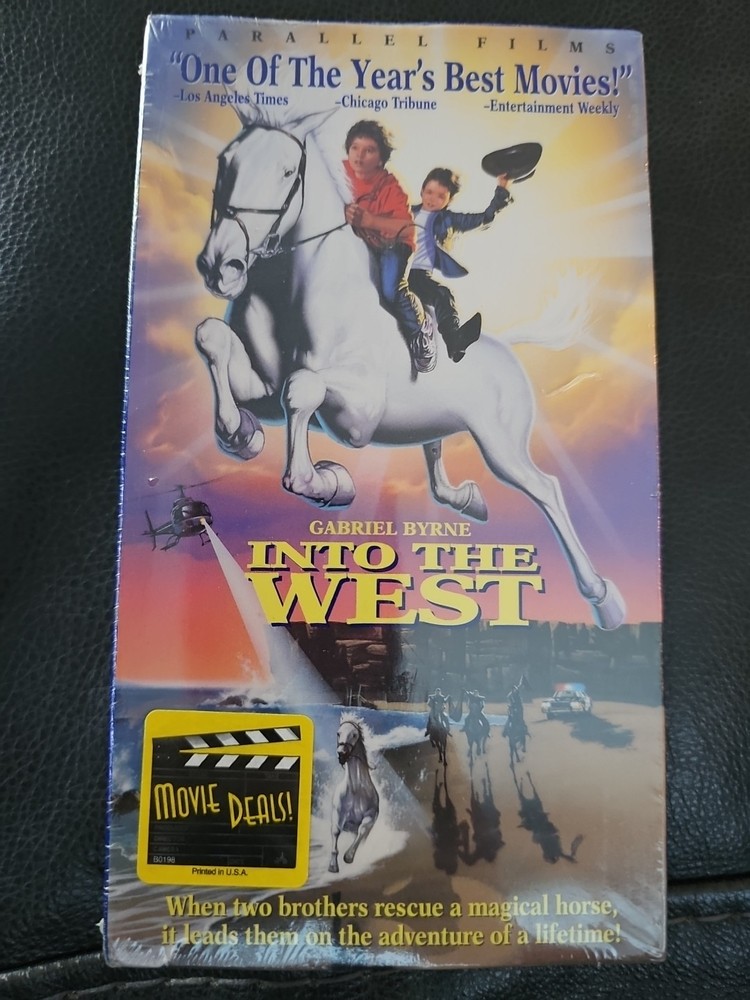 PARALLEL FILMS
"One Of The Year's Best Movies!"
-Los Angeles Times -Chicago Tribune -Entertainment Weekly
GABRIEL BYRNE
INTO THE
WEST
MOVIE DEALS!
B0198
Printed in U.S.A.
When two brothers rescue a magical horse,
it leads them on the adventure of a lifetime!